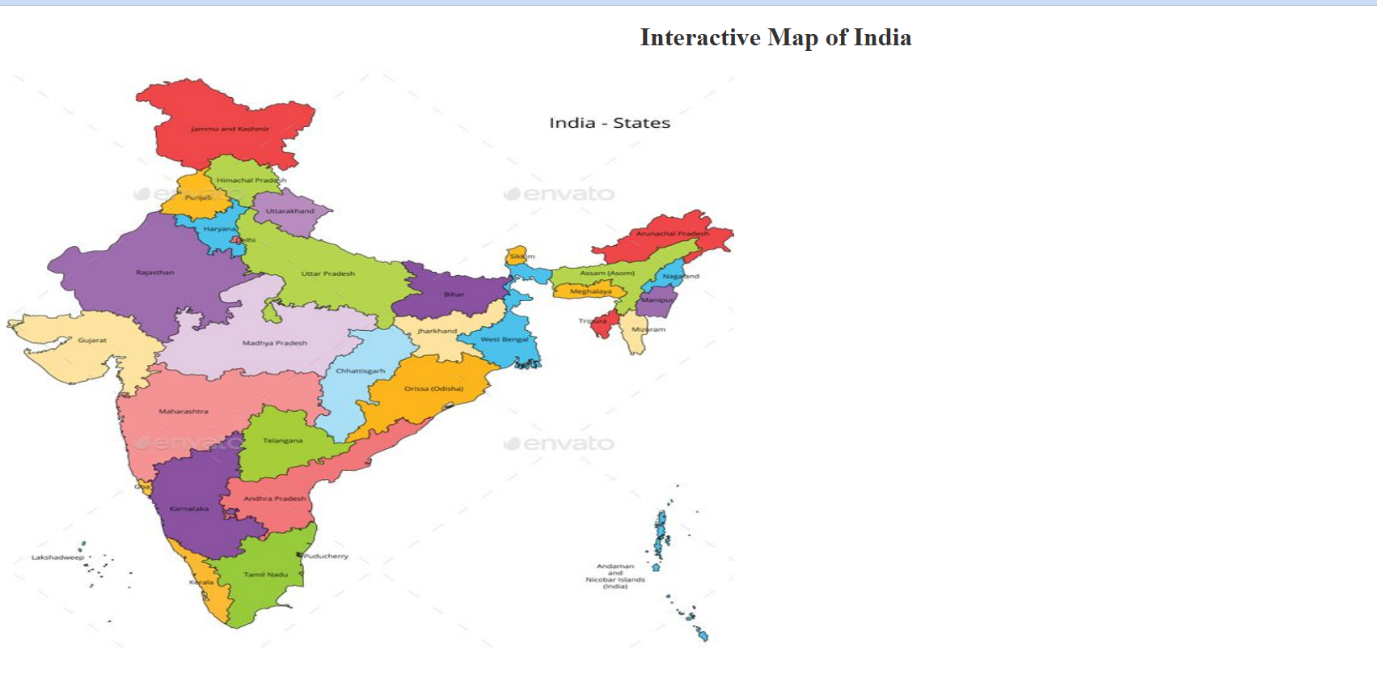 Interactive Map of India
India - States
Jammu and Kashmir
Himachal Pradesh
envato
envato
Punjab
Uttarakhand
Haryana
Delhi
Arunachal Pradesh
Sikkim
Rajasthan
Uttar Pradesh
Assam (Asom)
Nagaland
Bihar
Meghalaya
Manipur
Tripura
Mizoram
Jharkhand
Gujarat
Madhya Pradesh
West Bengal
Chhattisgarh
Orissa (Odisha)
Maharashtra
Telangana
envato
envato
Goa
Andhra Pradesh
Karnataka
Lakshadweep
Puducherry
Andaman
and
Nicobar Islands
(India)
Tamil Nadu
Kerala